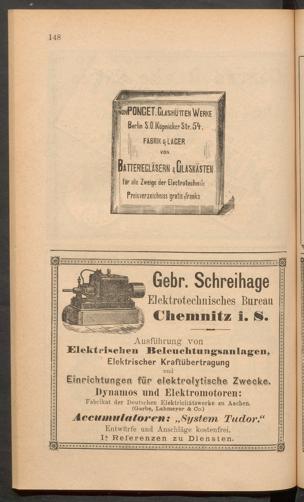 148
von PONCET. GLASHÜTTEN WERKE
Berlin S.O. Köpnicker Str. 54.
FABRIK & LAGER
VON
BATTERIEGLÄSERN & GLASKÄSTEN
für alle Zweige der Electrotechnik
Preisverzeichniss gratis & franko
Gebr. Schreihage
Elektrotechnisches Bureau
Chemnitz i. S.
Ausführung von
Elektrischen Beleuchtungsanlagen,
Elektrischer Kraftübertragung
und
Einrichtungen für elektrolytische Zwecke.
Dynamos und Elektromotoren:
Fabrikat der Deutschen Elektricitätswerke zu Aachen.
(Garbe, Lahmeyer & Co.)
Accumulatoren: „System Tudor.“
Entwürfe und Anschläge kostenfrei.
Iª Referenzen zu Diensten.